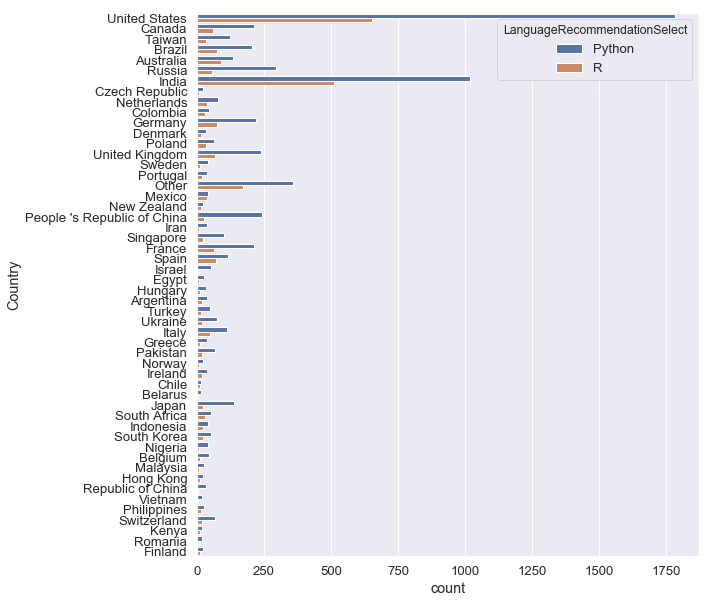 LanguageRecommendationSelect
Python
R
Country
United States
Canada
Taiwan
Brazil
Australia
Russia
India
Czech Republic
Netherlands
Colombia
Germany
Denmark
Poland
United Kingdom
Sweden
Portugal
Other
Mexico
New Zealand
People 's Republic of China
Iran
Singapore
France
Spain
Israel
Egypt
Hungary
Argentina
Turkey
Ukraine
Italy
Greece
Pakistan
Norway
Ireland
Chile
Belarus
Japan
South Africa
Indonesia
South Korea
Nigeria
Belgium
Malaysia
Hong Kong
Republic of China
Vietnam
Philippines
Switzerland
Kenya
Romania
Finland
0 250 500 750 1000 1250 1500 1750
count